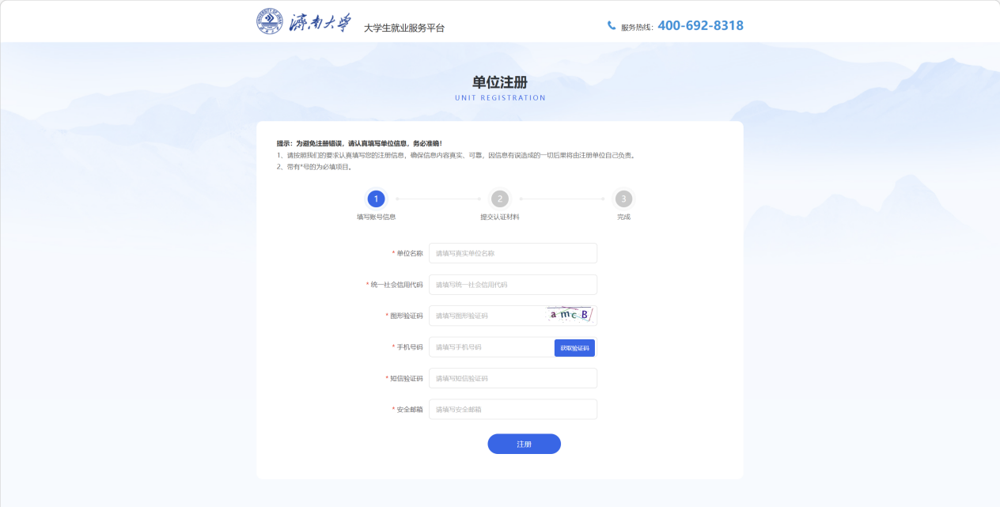 UNIVERSITY OF JINAN
濟南大学
大学生就业服务平台
服务热线：400-692-8318
单位注册
UNIT REGISTRATION
提示：为避免注册错误，请认真填写单位信息，务必准确！
1、请按照我们的要求认真填写您的注册信息，确保信息内容真实、可靠，因信息有误造成的一切后果将由注册单位自己负责。
2、带有*号的为必填项目。
1 2 3
填写账号信息 提交认证材料 完成
* 单位名称 请填写真实单位名称
* 统一社会信用代码 请填写统一社会信用代码
* 图形验证码 请填写图形验证码 amcB
* 手机号码 请填写手机号码 获取验证码
* 短信验证码 请填写短信验证码
* 安全邮箱 请填写安全邮箱
注册